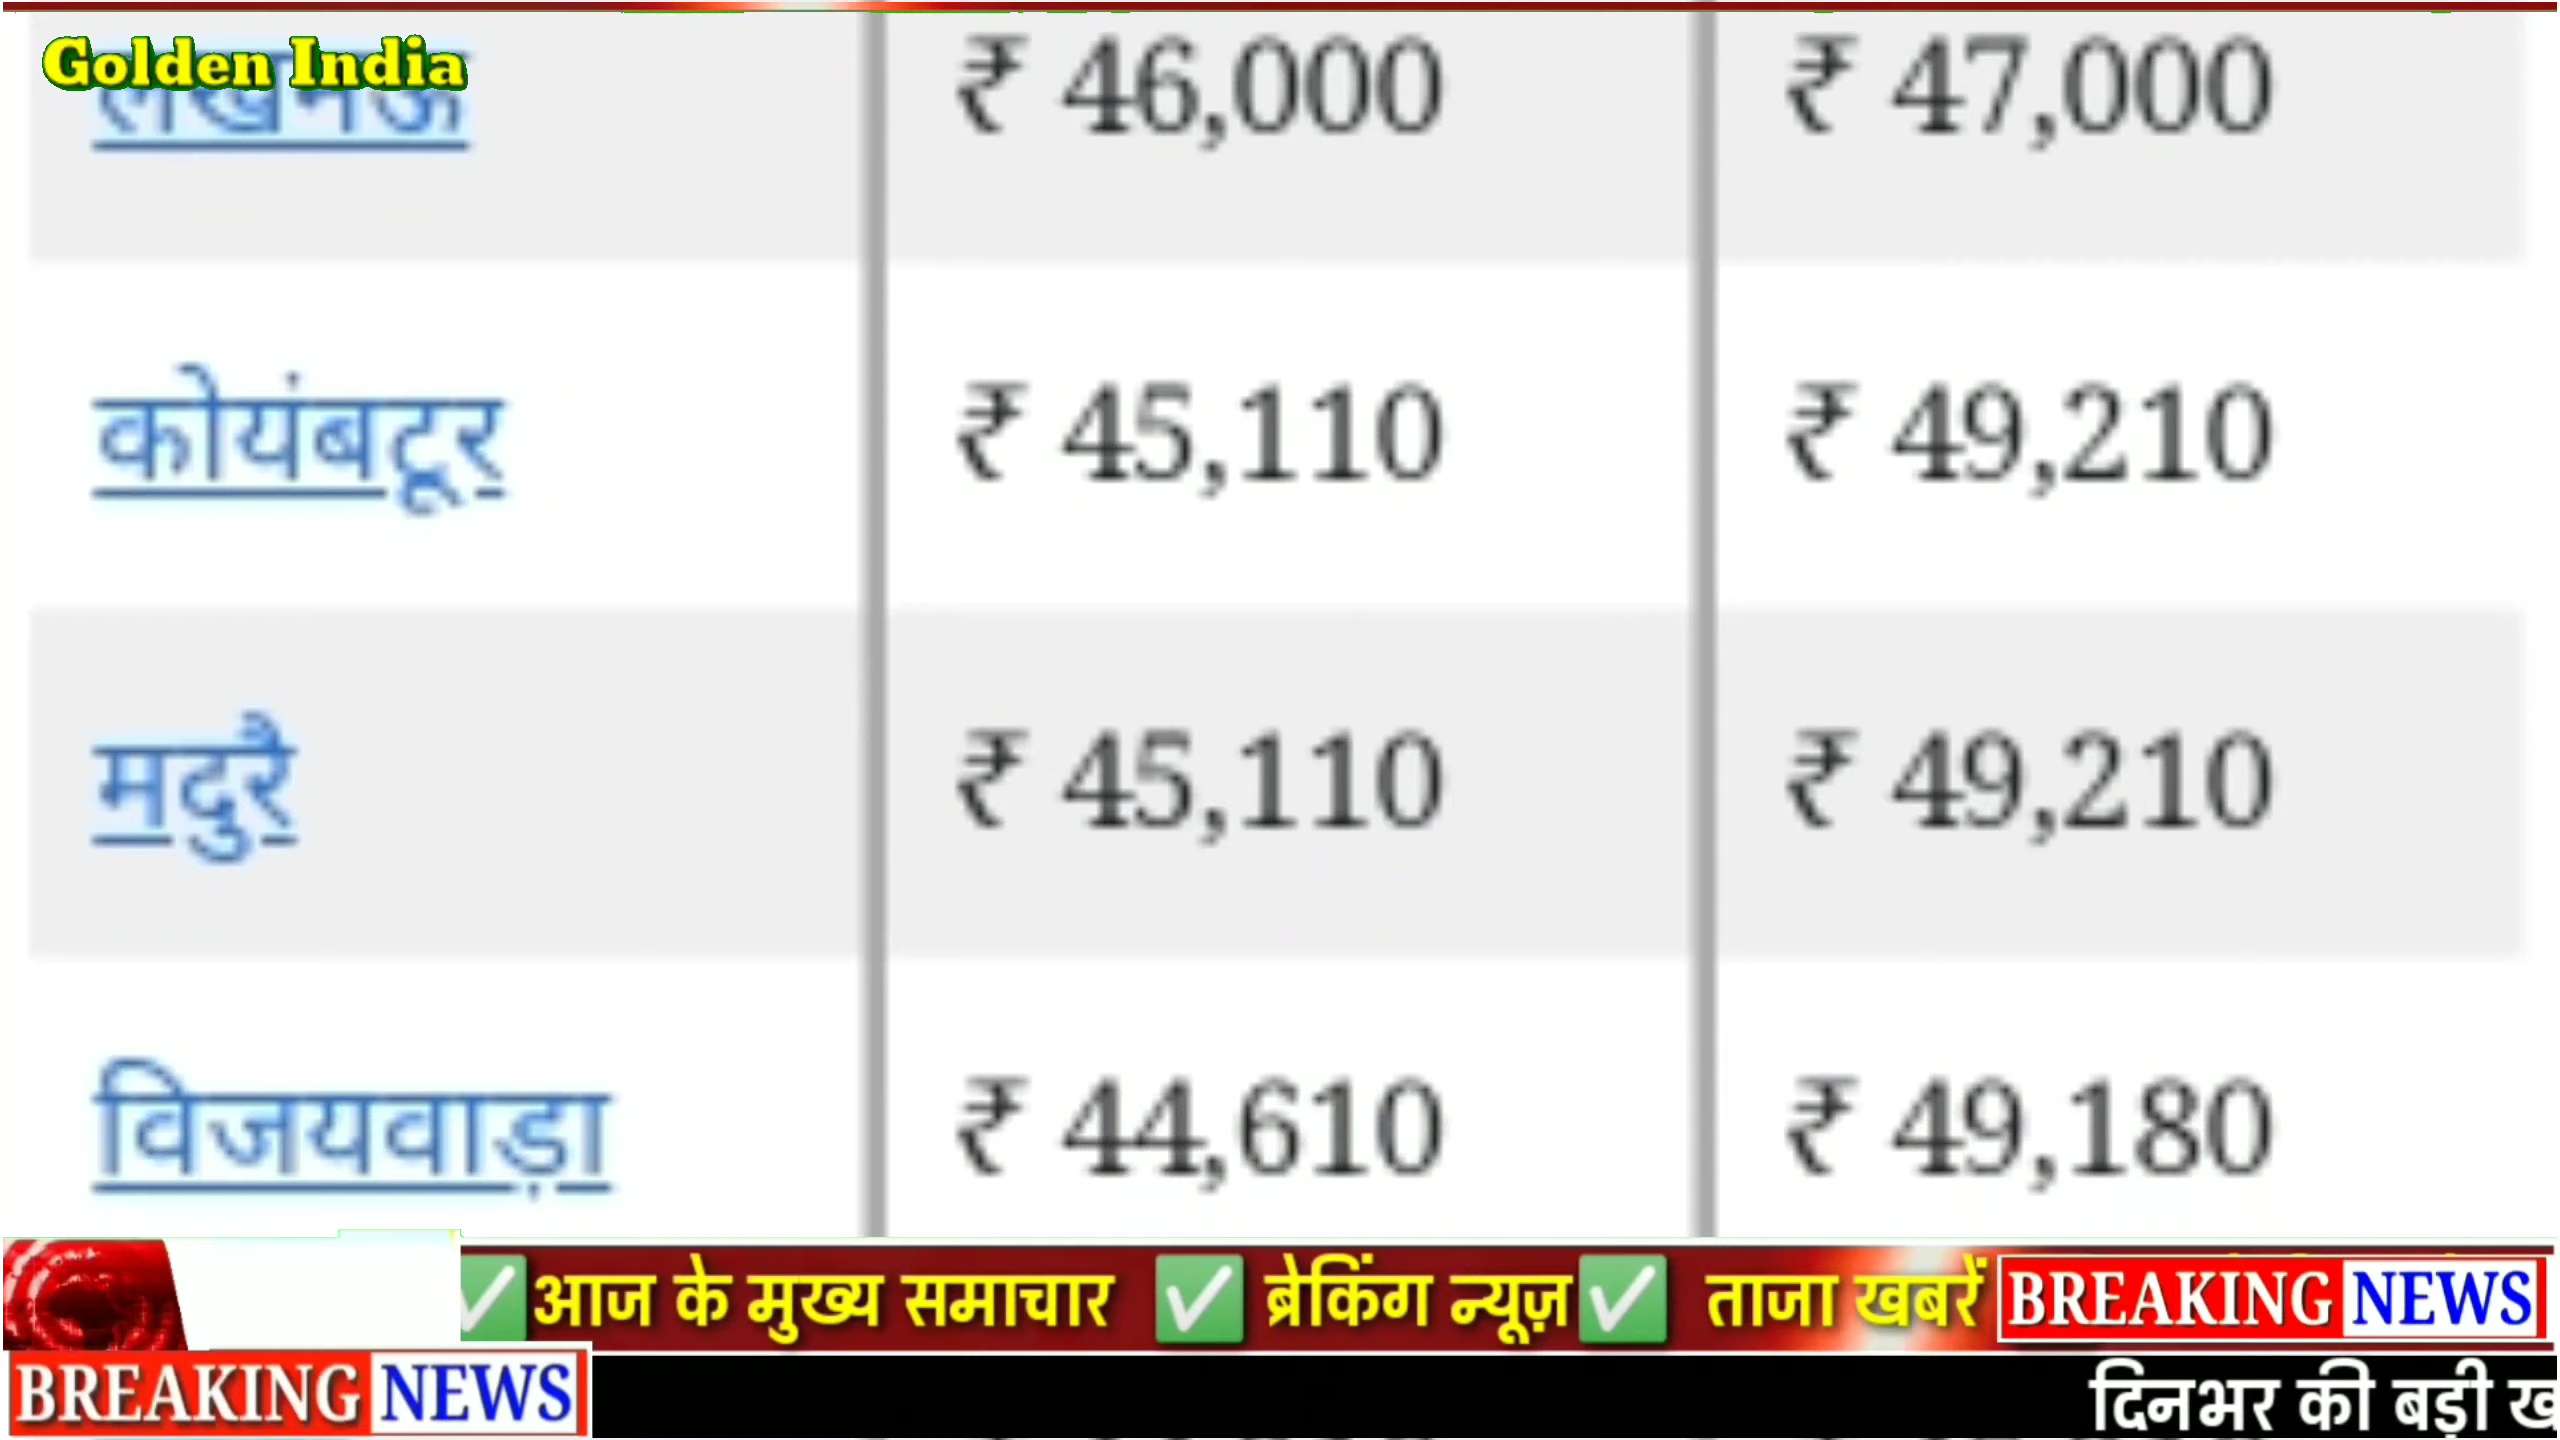 Golden India
लखनऊ ₹ 46,000 ₹ 47,000
कोयंबटूर ₹ 45,110 ₹ 49,210
मदुरै ₹ 45,110 ₹ 49,210
विजयवाड़ा ₹ 44,610 ₹ 49,180
✅आज के मुख्य समाचार ✅ ब्रेकिंग न्यूज़✅ ताजा खबरें BREAKING NEWS
BREAKING NEWS दिनभर की बड़ी ख